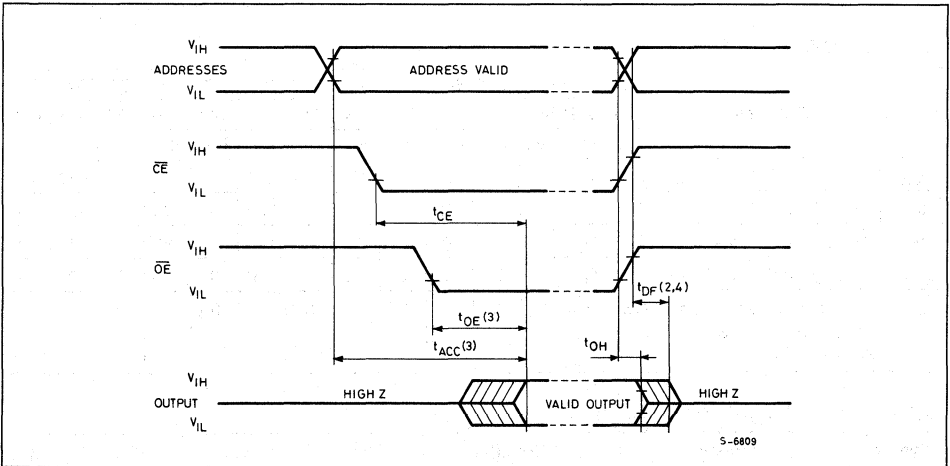 VIH
ADDRESSES
ADDRESS VALID
VIL
VIH
CE
VIL
tCE
VIH
OE
VIL
tDF(2,4)
tOE(3)
tOH
tACC(3)
VIH
HIGH Z
OUTPUT
VALID OUTPUT
HIGH Z
VIL
S-6809